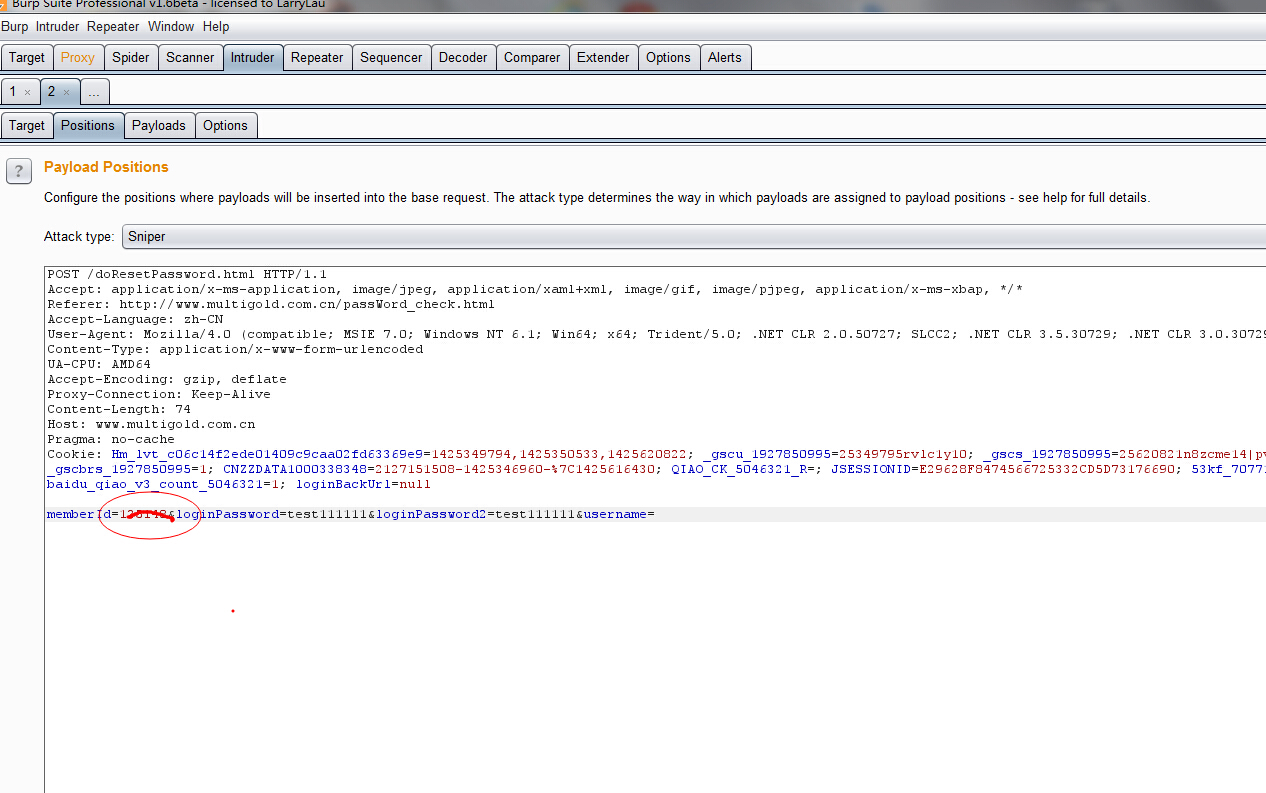 Burp Suite Professional v1.6beta - licensed to LarryLau
Burp Intruder Repeater Window Help
Target Proxy Spider Scanner Intruder Repeater Sequencer Decoder Comparer Extender Options Alerts
1 × 2 × ...
Target Positions Payloads Options
? Payload Positions
Configure the positions where payloads will be inserted into the base request. The attack type determines the way in which payloads are assigned to payload positions - see help for full details.
Attack type: Sniper
POST /doResetPassword.html HTTP/1.1
Accept: application/x-ms-application, image/jpeg, application/xaml+xml, image/gif, image/pjpeg, application/x-ms-xbap, */*
Referer: http://www.multigold.com.cn/passWord_check.html
Accept-Language: zh-CN
User-Agent: Mozilla/4.0 (compatible; MSIE 7.0; Windows NT 6.1; Win64; x64; Trident/5.0; .NET CLR 2.0.50727; SLCC2; .NET CLR 3.5.30729; .NET CLR 3.0.30729
Content-Type: application/x-www-form-urlencoded
UA-CPU: AMD64
Accept-Encoding: gzip, deflate
Proxy-Connection: Keep-Alive
Content-Length: 74
Host: www.multigold.com.cn
Pragma: no-cache
Cookie: Hm_lvt_c06c14f2ede01409c9caa02fd63369e9=1425349794,1425350533,1425620822; _gscu_1927850995=25349795rvlc1y10; _gscs_1927850995=25620821n8zcme14|pv
_gscbrs_1927850995=1; CNZZDATA1000338348=2127151508-1425346960-%7C1425616430; QIAO_CK_5046321_R=; JSESSIONID=E29628F8474566725332CD5D73176690; 53kf_70771
baidu_qiao_v3_count_5046321=1; loginBackUrl=null
memberId= &loginPassword=test111111&loginPassword2=test111111&username=